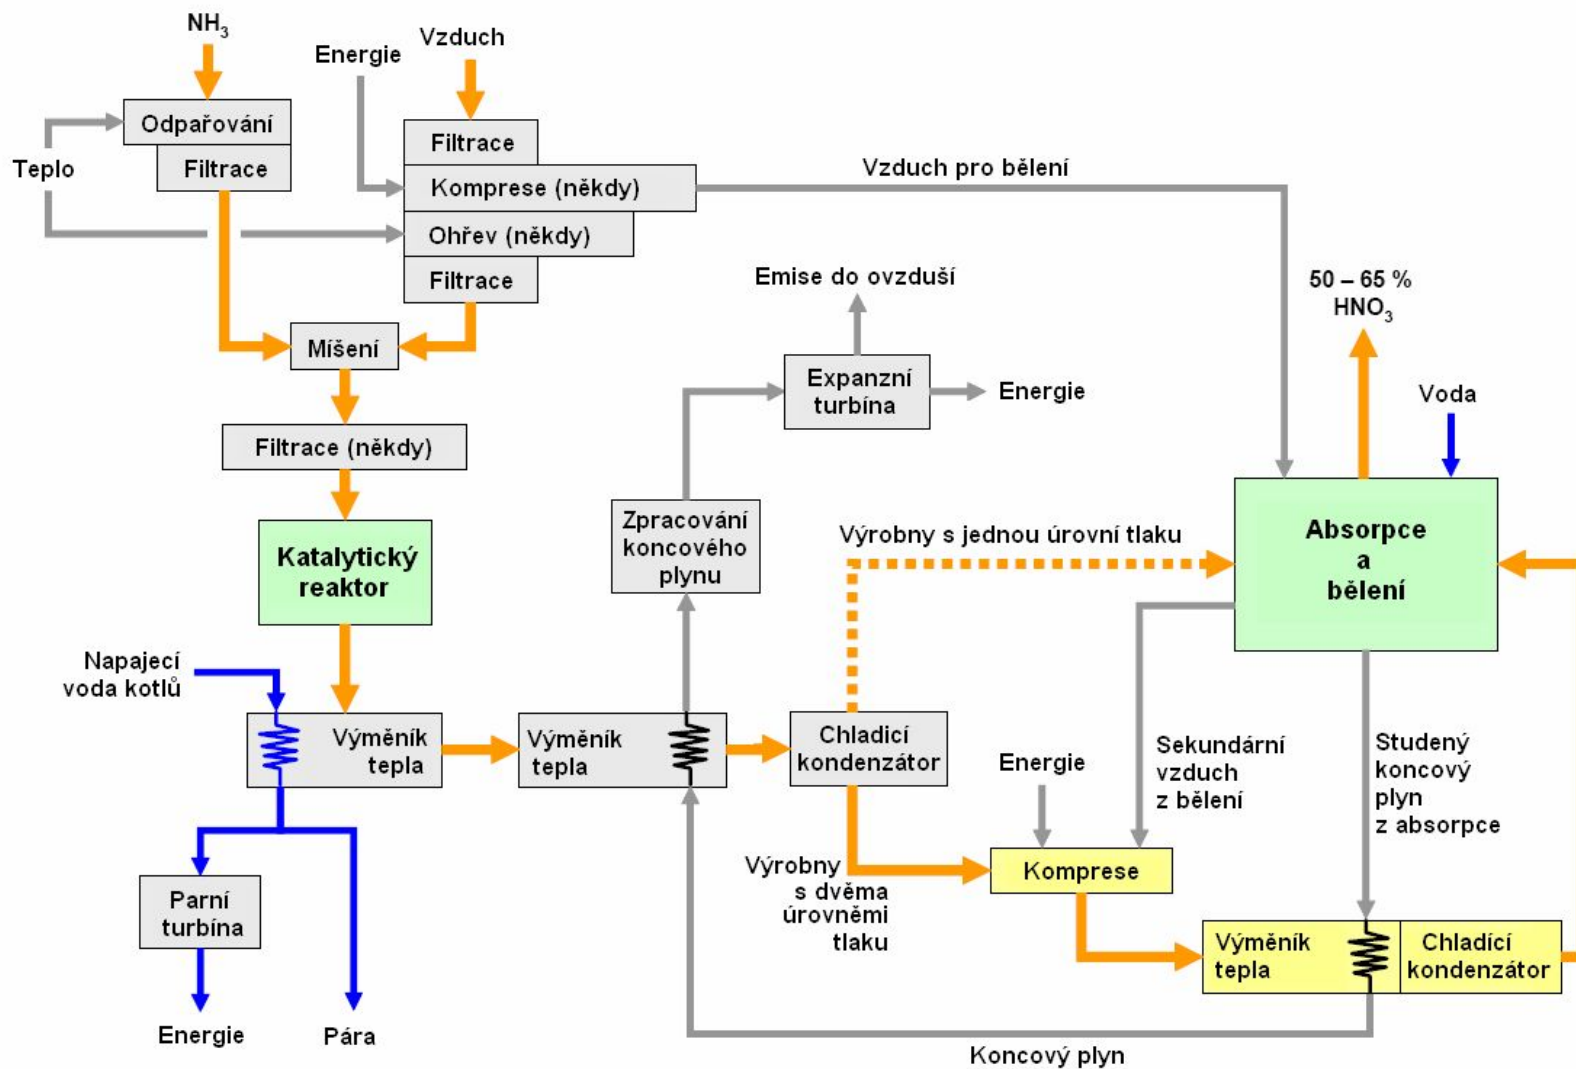 NH3
Energie
Vzduch
Odpařování
Filtrace
Teplo
Filtrace
Komprese (někdy)
Ohřev (někdy)
Filtrace
Vzduch pro bělení
Míšení
Filtrace (někdy)
Katalytický
reaktor
Emise do ovzduší
Expanzní
turbína
Energie
50 – 65 %
HNO3
Voda
Zpracování
koncového
plynu
Výrobny s jednou úrovní tlaku
Absorpce
a
bělení
Napajecí
voda kotlů
Výměník
tepla
Výměník
tepla
Chladicí
kondenzátor
Energie
Sekundární
vzduch
z bělení
Studený
koncový
plyn
z absorpce
Parní
turbína
Výrobny
s dvěma
úrovněmi
tlaku
Komprese
Výměník
tepla
Chladící
kondenzátor
Energie
Pára
Koncový plyn